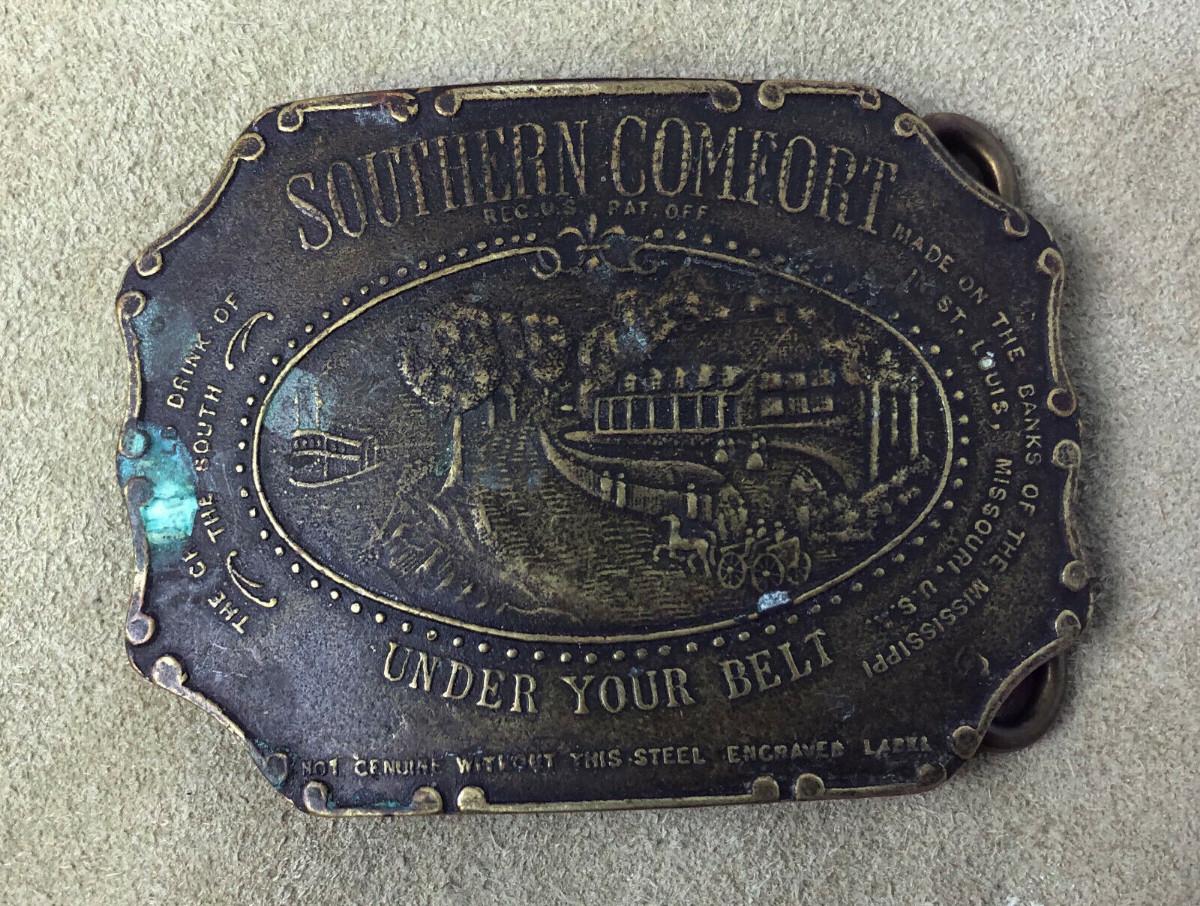 SOUTHERN COMFORT
REG. U.S. PAT. OFF
THE DRINK OF
THE SOUTH
MADE ON THE BANKS OF THE MISSISSIPPI
IN ST. LOUIS, MISSOURI, U.S.
UNDER YOUR BELT
NOT GENUINE WITHOUT THIS STEEL ENGRAVED LABEL